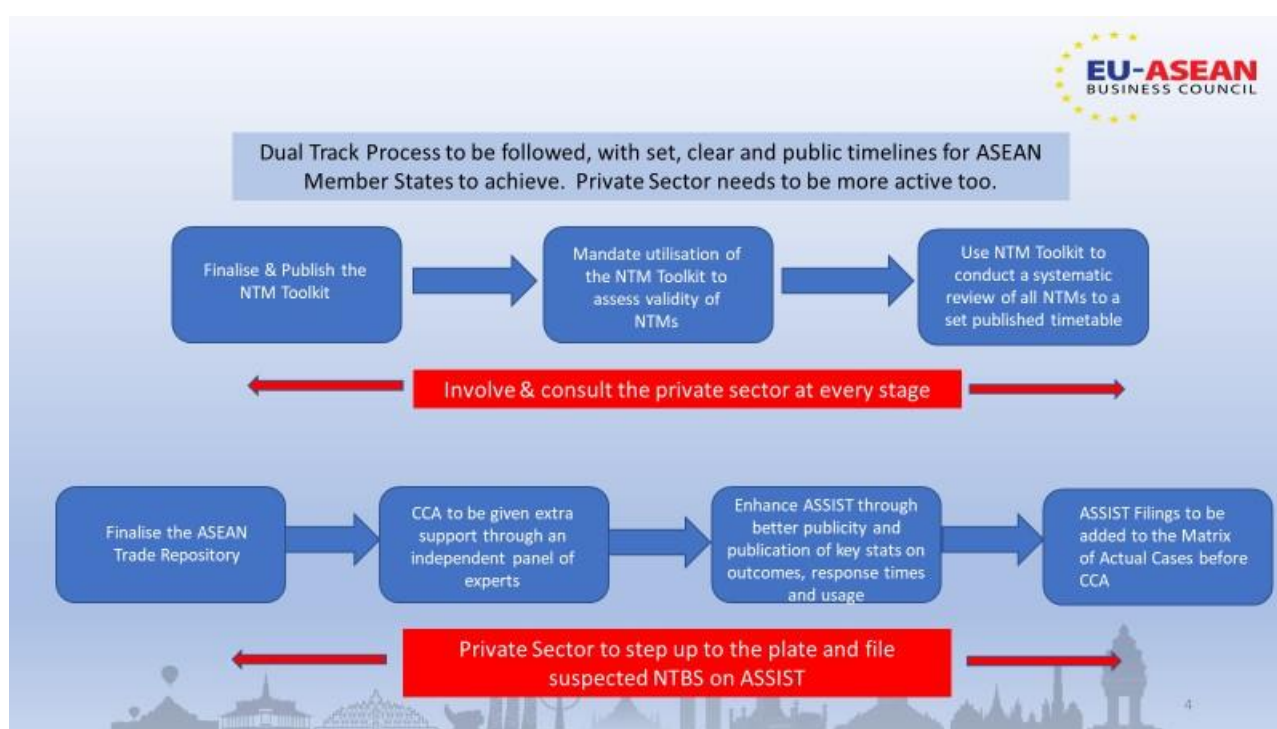 EU-ASEAN
BUSINESS COUNCIL
Dual Track Process to be followed, with set, clear and public timelines for ASEAN
Member States to achieve. Private Sector needs to be more active too.
Finalise & Publish the
NTM Toolkit
Mandate utilisation of
the NTM Toolkit to
assess validity of
NTMs
Use NTM Toolkit to
conduct a systematic
review of all NTMs to a
set published timetable
Involve & consult the private sector at every stage
Finalise the ASEAN
Trade Repository
CCA to be given extra
support through an
independent panel of
experts
Enhance ASSIST through
better publicity and
publication of key stats on
outcomes, response times
and usage
ASSIST Filings to be
added to the Matrix
of Actual Cases before
CCA
Private Sector to step up to the plate and file
suspected NTBS on ASSIST
4